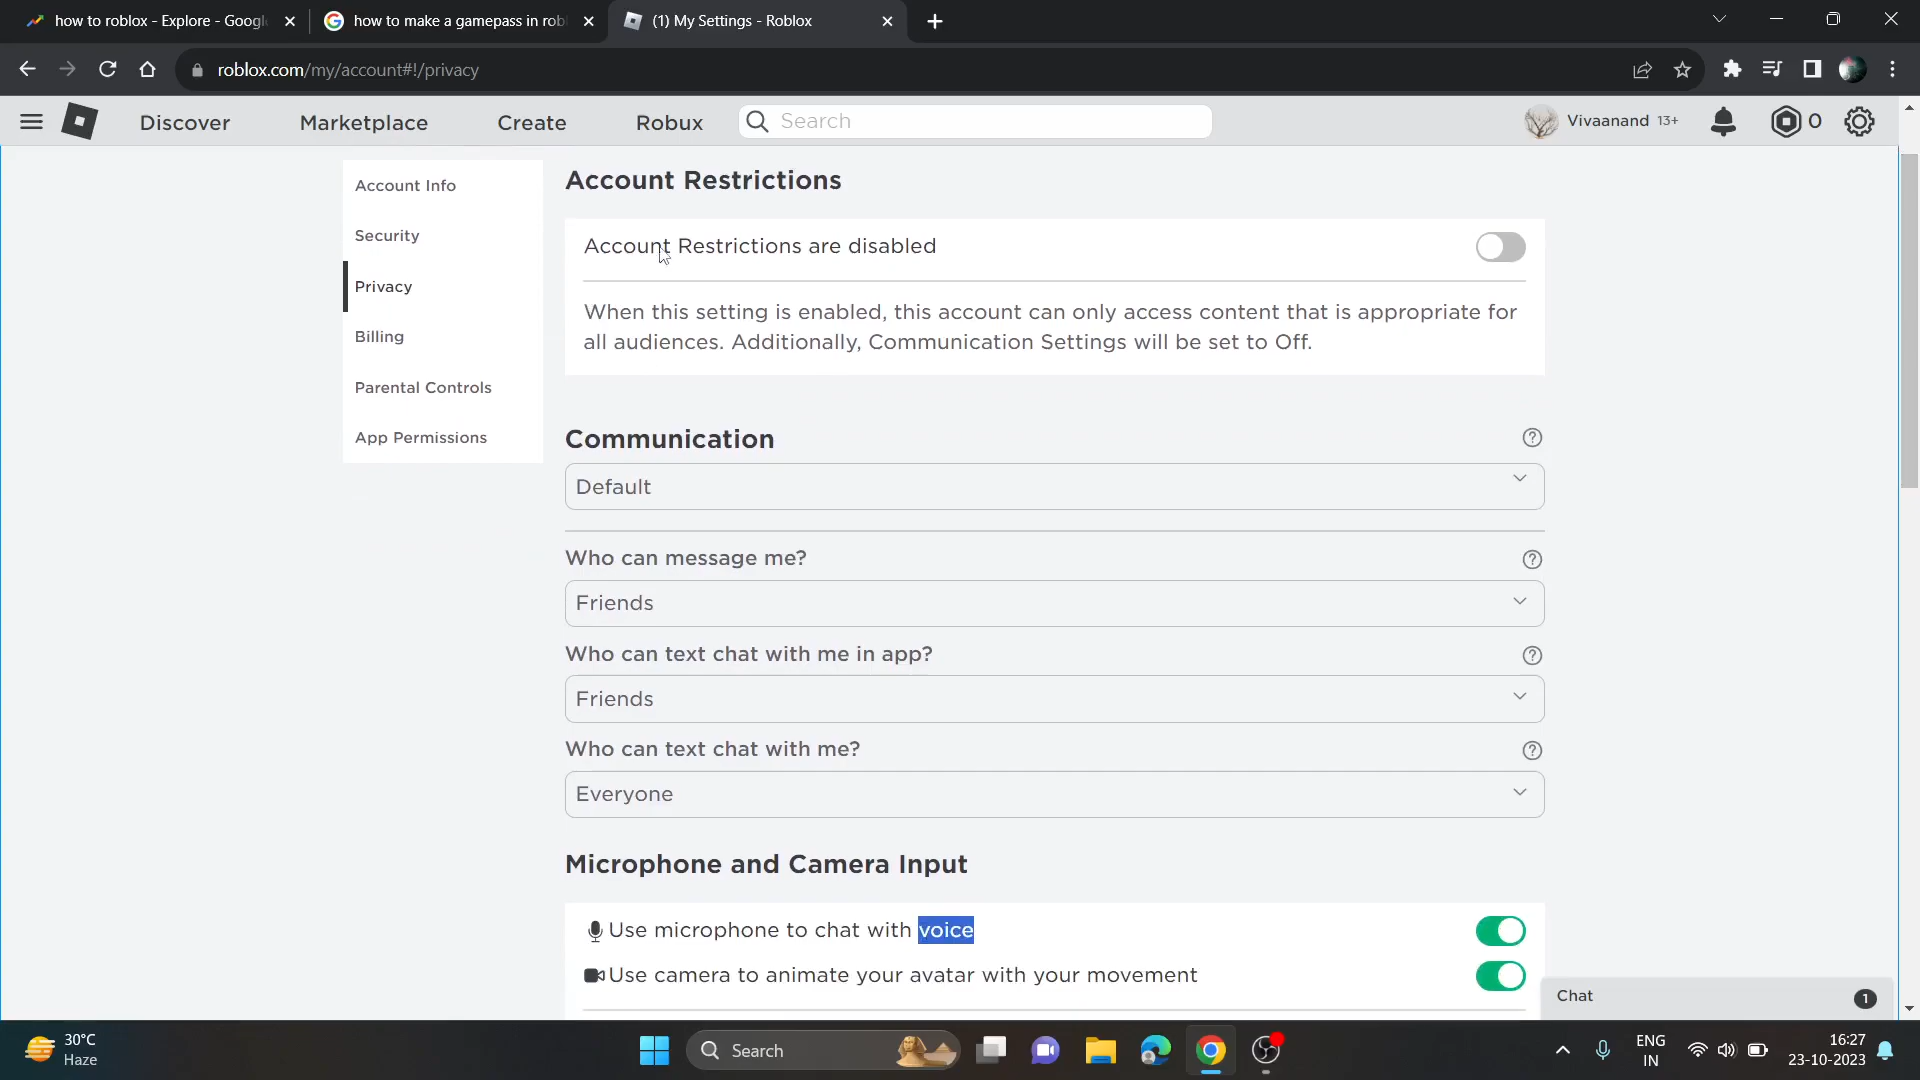 how to roblox - Explore - Googl
how to make a gamepass in rob
(1) My Settings - Roblox
roblox.com/my/account#!/privacy
Discover
Marketplace
Create
Robux
Search
Vivaanand 13+
0
Account Info
Security
Privacy
Billing
Parental Controls
App Permissions
Account Restrictions
Account Restrictions are disabled
When this setting is enabled, this account can only access content that is appropriate for
all audiences. Additionally, Communication Settings will be set to Off.
Communication
Default
Who can message me?
Friends
Who can text chat with me in app?
Friends
Who can text chat with me?
Everyone
Microphone and Camera Input
Use microphone to chat with voice
Use camera to animate your avatar with your movement
Chat
1
30°C
Haze
Search
ENG
IN
16:27
23-10-2023